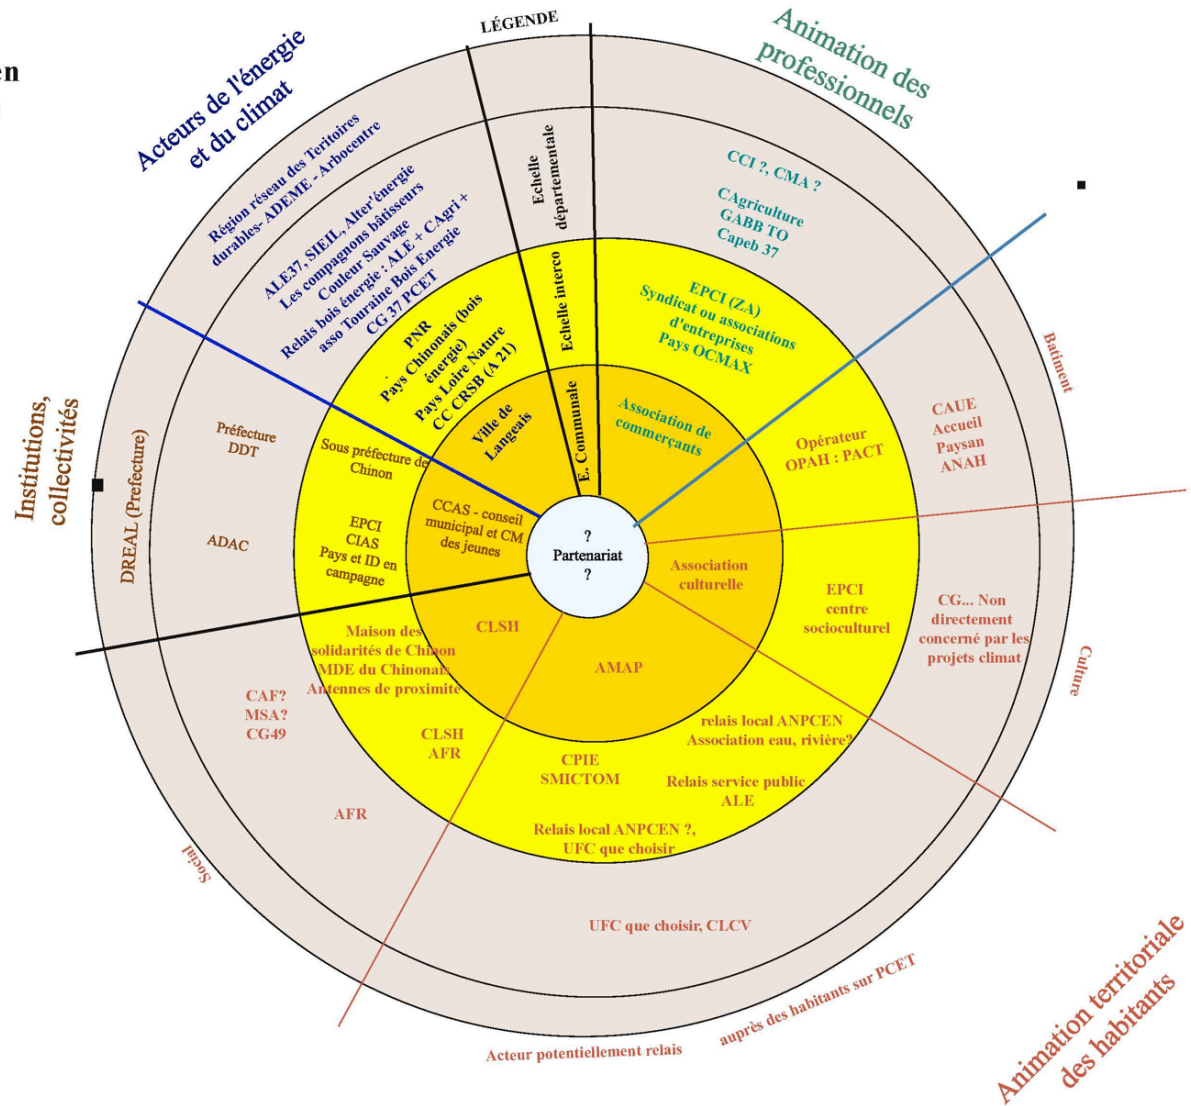 en
LÉGENDE
Acteurs de l'énergie
et du climat
Animation des
professionnels
Région réseau des Teritoires
durables- ADEME - Arbocentre
ALE37, SIEIL, Alter'énergie
Les compagnons bâtisseurs
Couleur Sauvage
Relais bois énergie : ALE + CAgri +
asso Touraine Bois Energie
CG 37 PCET
PNR
Pays Chinonais (bois
énergie)
Pays Loire Nature
CC CRSB (A 21)
Ville de
Langeais
Echelle
départementale
Echelle interco
E. Communale
CCI ?, CMA ?
CAgriculture
GABB TO
Capeb 37
EPCI (ZA)
Syndicat ou associations
d'entreprises
Pays OCMAX
Association de
commerçants
Institutions,
collectivités
DREAL (Prefecture)
Préfecture
DDT
ADAC
Sous préfecture de
Chinon
EPCI
CIAS
Pays et ID en
campagne
CCAS - conseil
municipal et CM
des jeunes
?
Partenariat
?
Batiment
CAUE
Accueil
Paysan
ANAH
Opérateur
OPAH : PACT
Association
culturelle
EPCI
centre
socioculturel
CG... Non
directement
concerné par les
projets climat
Culture
CLSH
AMAP
Maison des
solidarités de Chinon
MDE du Chinonais
Antennes de proximité
CLSH
AFR
CAF?
MSA?
CG49
AFR
Social
relais local ANPCEN
Association eau, rivière?
CPIE
SMICTOM
Relais service public
ALE
Relais local ANPCEN ?,
UFC que choisir
UFC que choisir, CLCV
Acteur potentiellement relais
auprès des habitants sur PCET
Animation territoriale
des habitants